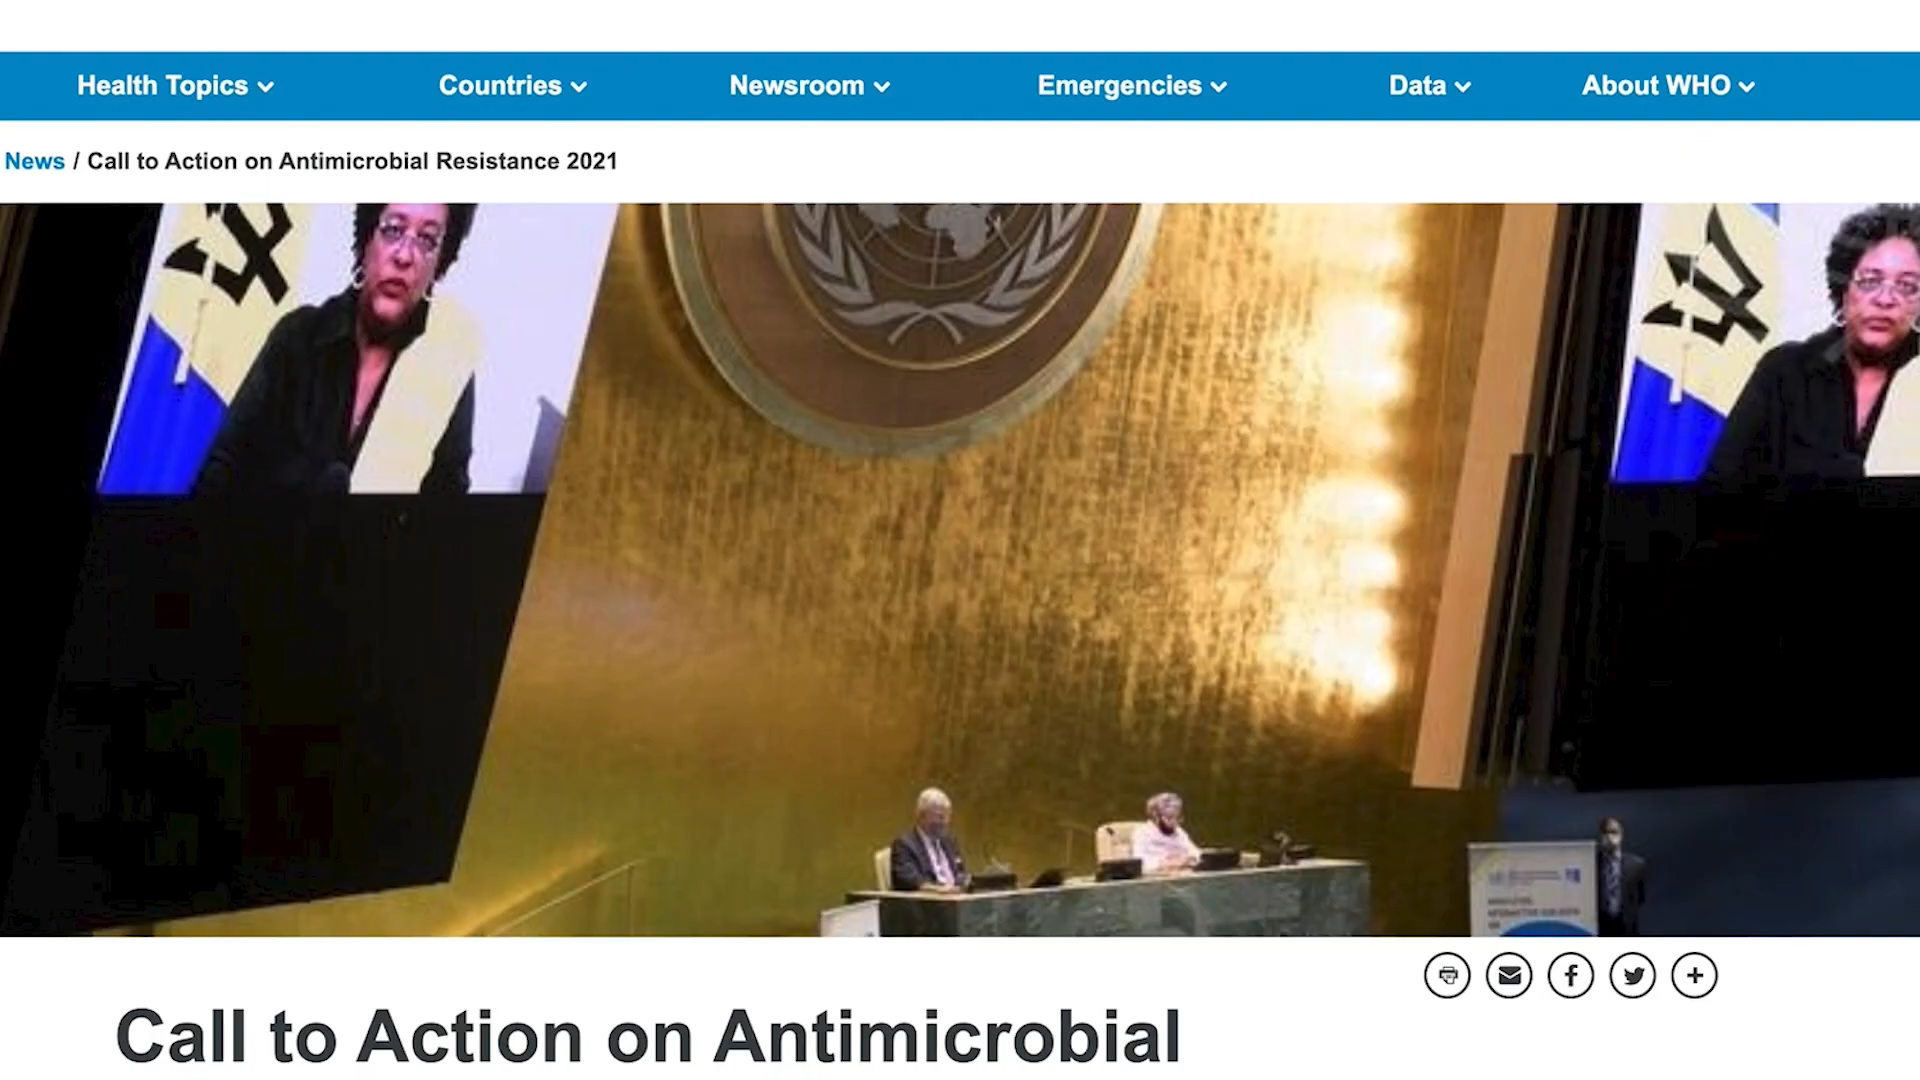 Health Topics
Countries
Newsroom
Emergencies
Data
About WHO
News / Call to Action on Antimicrobial Resistance 2021
Call to Action on Antimicrobial